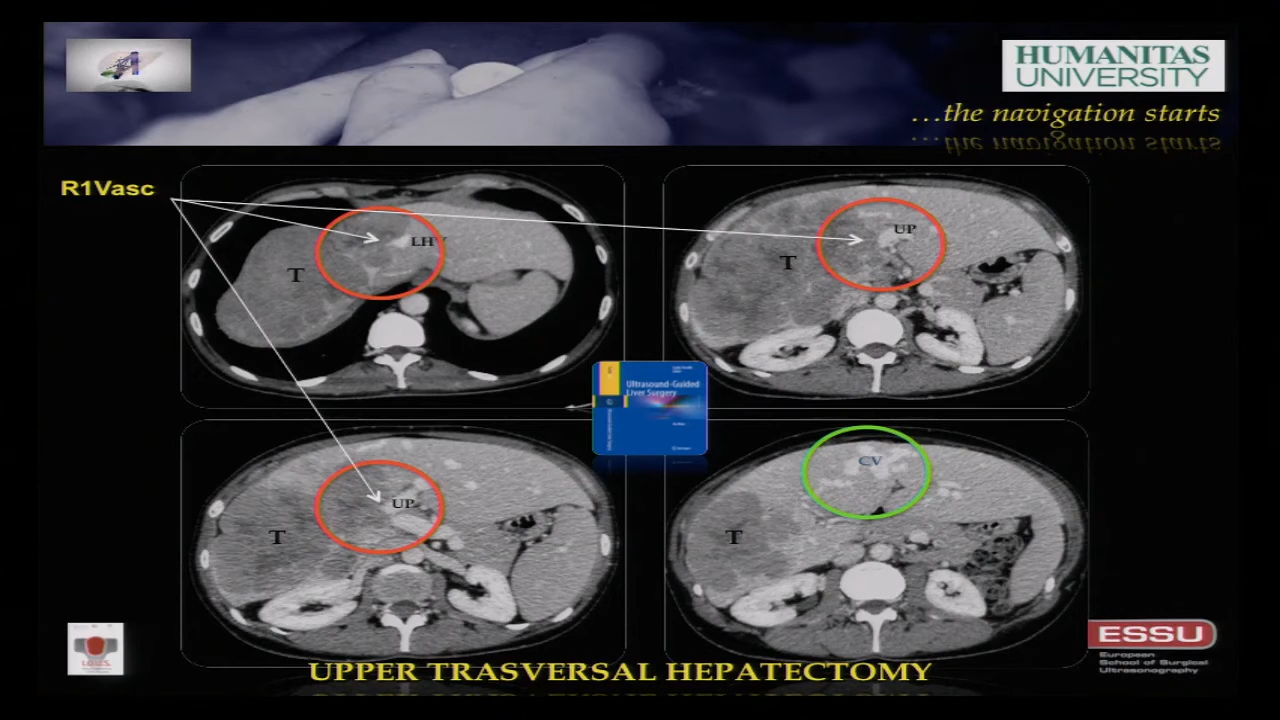 HUMANITAS
UNIVERSITY
...the navigation starts
R1Vasc
T
LHV
T
UP
Ultrasound-Guided
Liver Surgery
T
UP
T
CV
I.O.U.S.
ESSU
European
School of Surgical
Ultrasonography
UPPER TRASVERSAL HEPATECTOMY